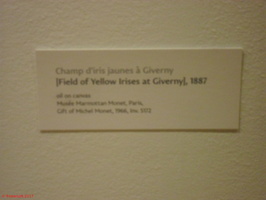 Champ d'iris jaunes à Giverny
[Field of Yellow Irises at Giverny], 1887
oil on canvas
Musée Marmottan Monet, Paris,
Gift of Michel Monet, 1966, inv. 5172